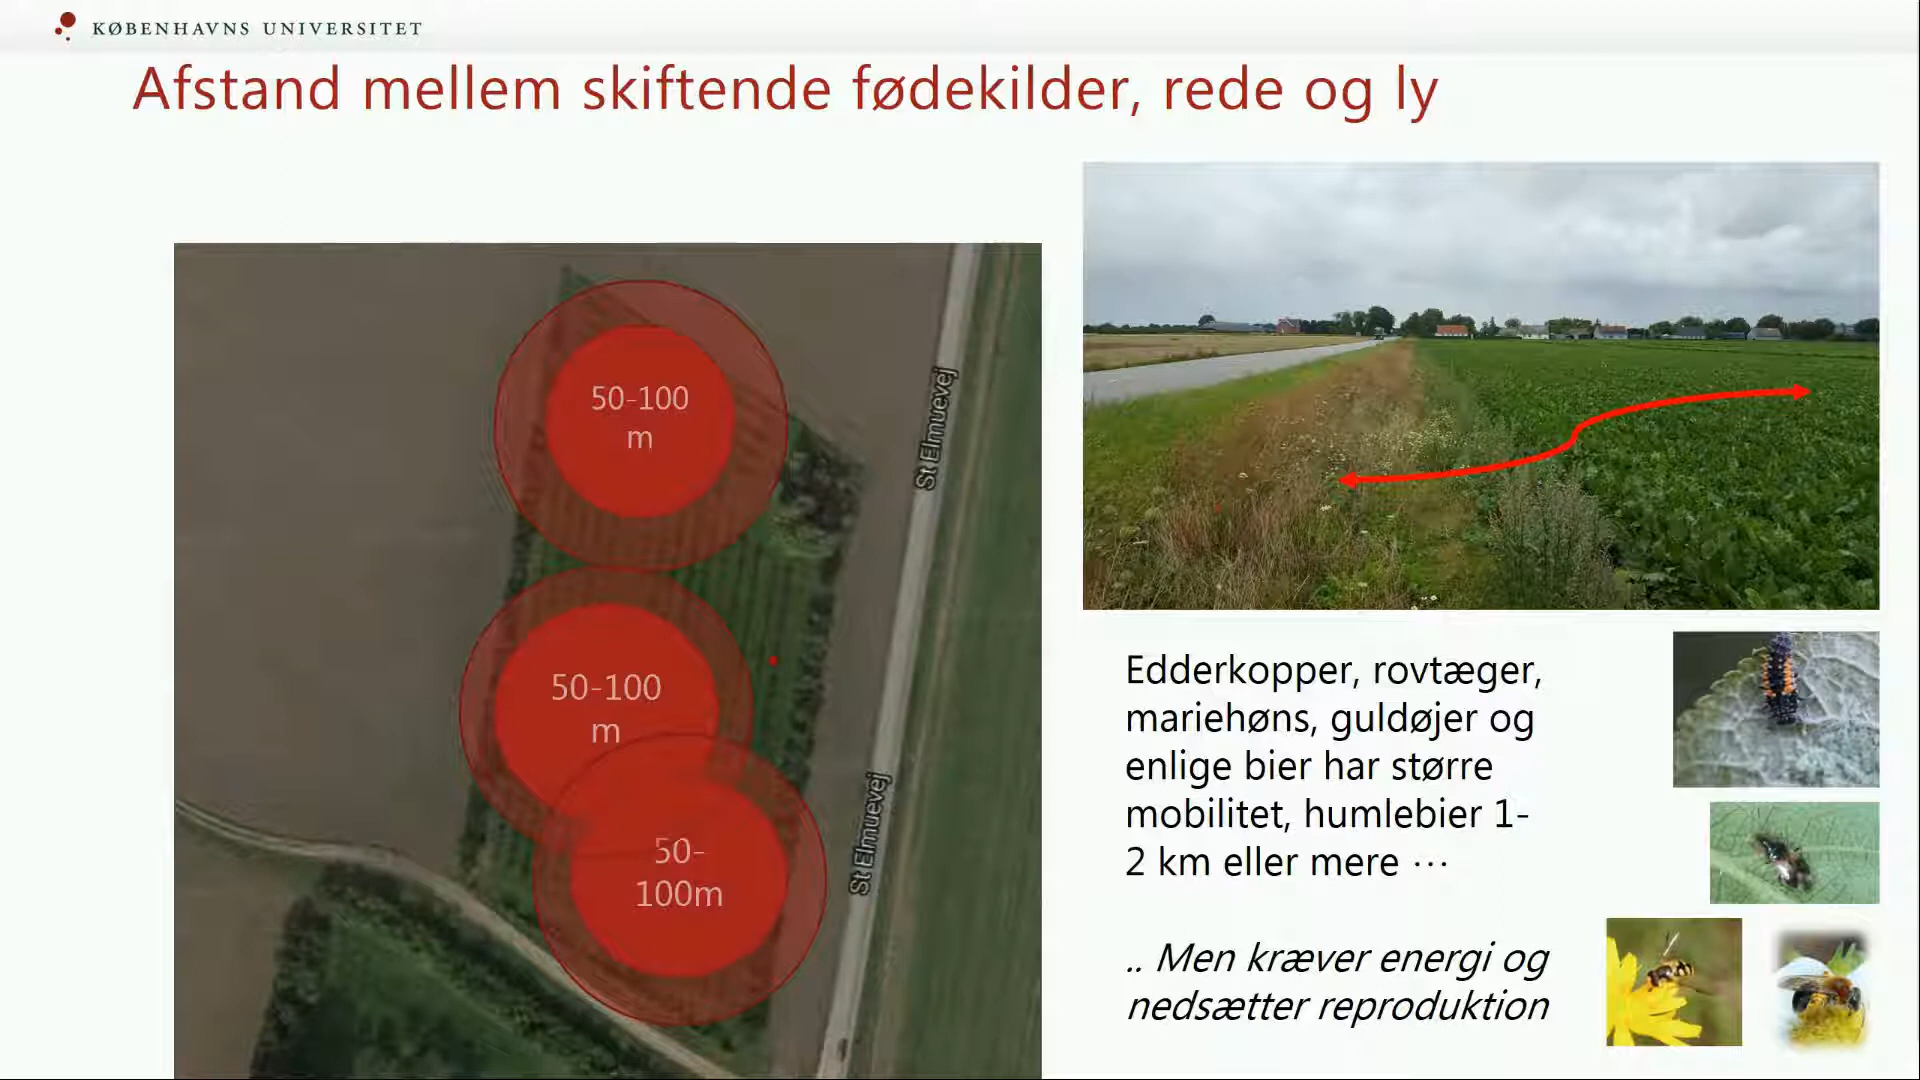 KØBENHAVNS UNIVERSITET
Afstand mellem skiftende fødekilder, rede og ly
50-100
m
St Elmuevej
50-100
m
St Elmuevej
50-
100m
Edderkopper, rovtæger,
mariehøns, guldøjer og
enlige bier har større
mobilitet, humlebier 1-
2 km eller mere ···
.. Men kræver energi og
nedsætter reproduktion